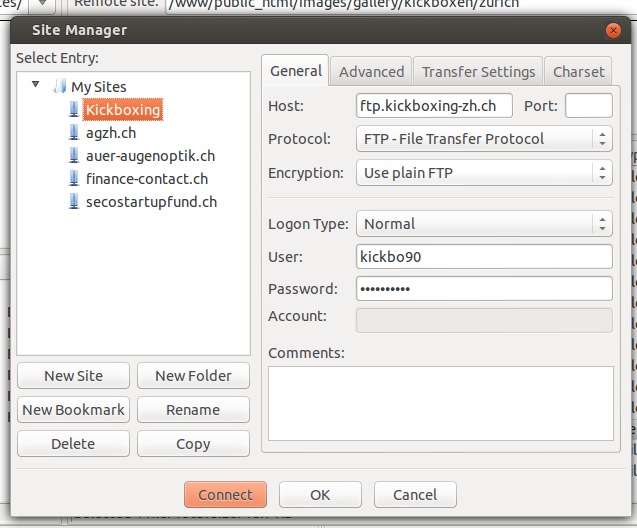 Remote site: /www/public_html/images/gallery/kickboxen/zurich
Site Manager
Select Entry:
My Sites
Kickboxing
agzh.ch
auer-augenoptik.ch
finance-contact.ch
secostartupfund.ch
New Site
New Folder
New Bookmark
Rename
Delete
Copy
General
Advanced
Transfer Settings
Charset
Host: ftp.kickboxing-zh.ch Port:
Protocol: FTP - File Transfer Protocol
Encryption: Use plain FTP
Logon Type: Normal
User: kickbo90
Password: ••••••••••
Account:
Comments:
Connect
OK
Cancel